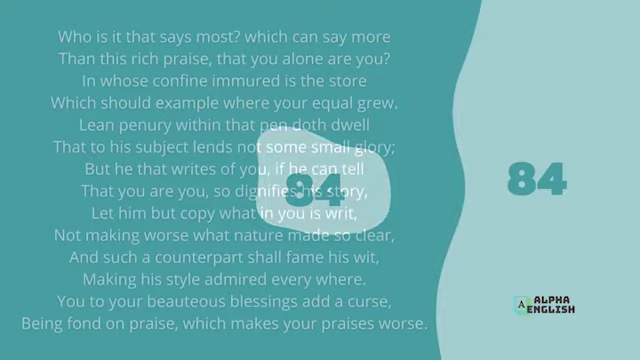 Who is it that says most? which can say more
Than this rich praise, that you alone are you?
In whose confine immured is the store
Which should example where your equal grew.
Lean penury within that pen doth dwell
That to his subject lends not some small glory;
But he that writes of you, if he can tell
That you are you, so dignifies his story,
Let him but copy what in you is writ,
Not making worse what nature made so clear,
And such a counterpart shall fame his wit,
Making his style admired every where.
You to your beauteous blessings add a curse,
Being fond on praise, which makes your praises worse.
84
84
A
ALPHA
ENGLISH